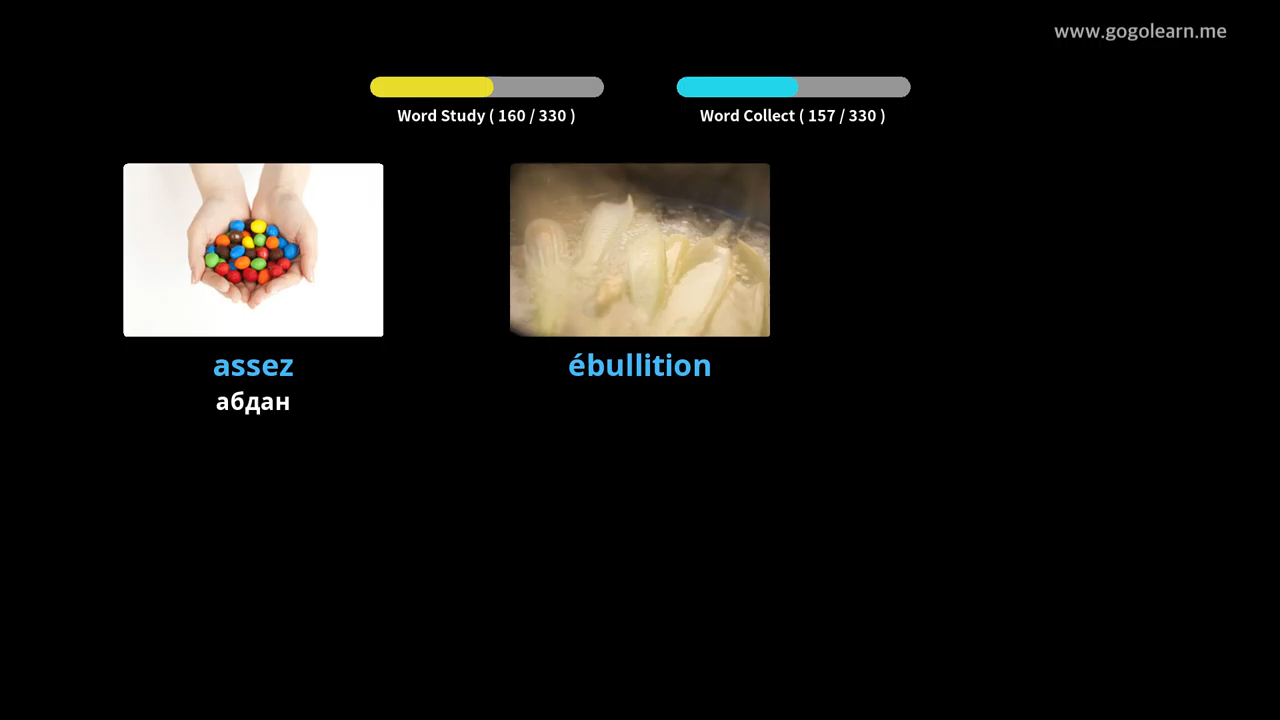 www.gogolearn.me
Word Study ( 160 / 330 )
Word Collect ( 157 / 330 )
assez
абдан
ébullition